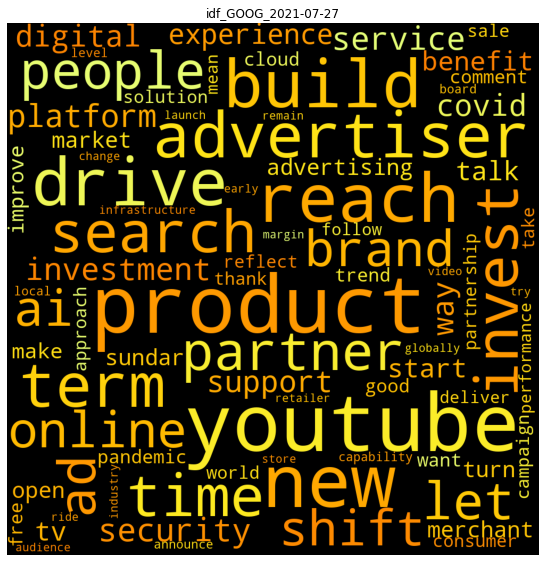 idf_GOOG_2021-07-27
digital
level
experience
service
sale
people
cloud
mean
solution
build
benefit
comment
board
covid
platform
launch
remain
market
change
advertiser
talk
improve
drive
advertising
early
reach
infrastructure
search
margin
follow
brand
invest
take
investment
reflect
trend
thank
video
way
partnership
try
local
ai
product
approach
make
sundar
partner
globally
start
performance
term
support
good
retailer
deliver
campaign
online
youtube
ad
pandemic
world
store
capability
want
turn
industry
open
free
tv
ride
time
new
let
security
shift
merchant
consumer
audience
announce